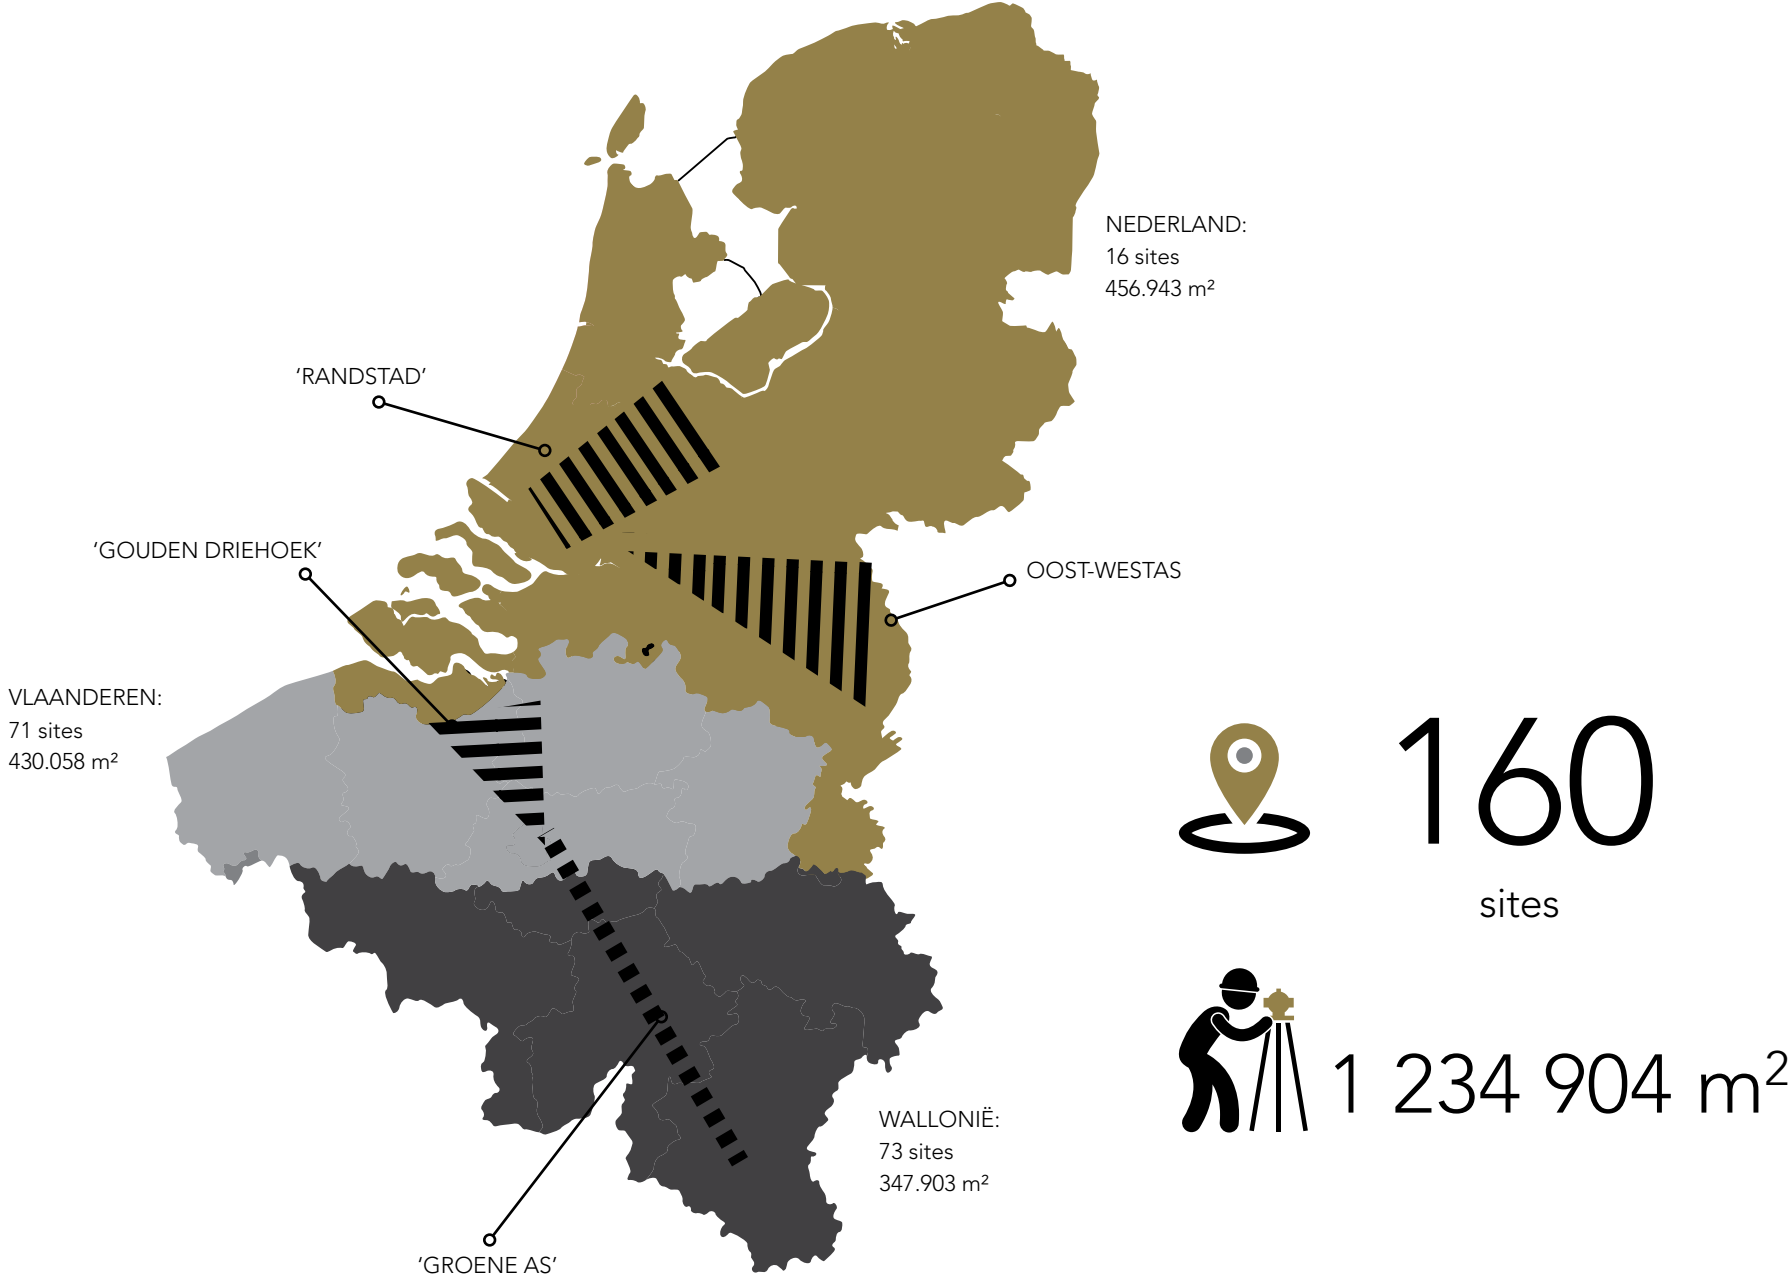 NEDERLAND:
16 sites
456.943 m²
'RANDSTAD'
'GOUDEN DRIEHOEK'
OOST-WESTAS
VLAANDEREN:
71 sites
430.058 m²
160
sites
1 234 904 m²
WALLONIË:
73 sites
347.903 m²
'GROENE AS'